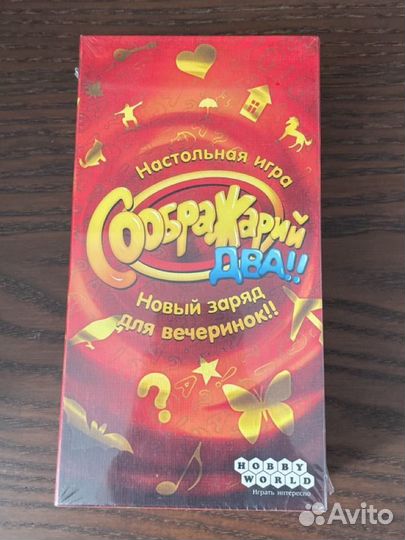 Настольная игра
Соображарий
ДВА!!
Новый заряд
для вечеринок!!
?
HOBBY
WORLD
Играть интересно
Avito